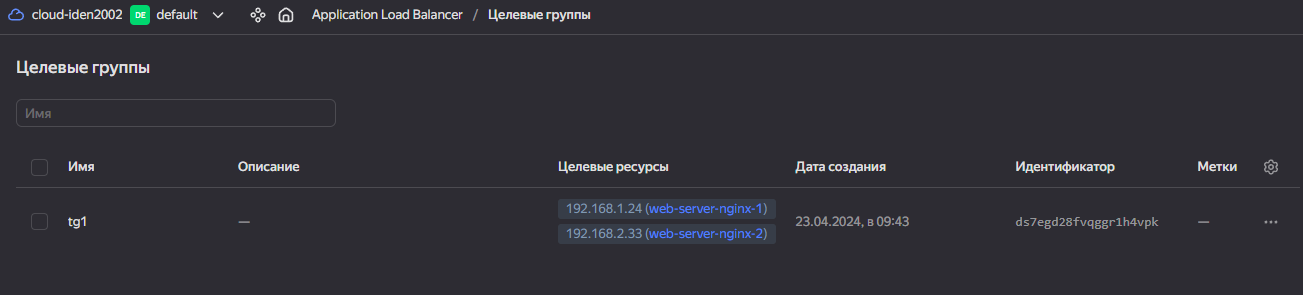 cloud-iden2002 DE default Application Load Balancer / Целевые группы
Целевые группы
Имя
Имя Описание Целевые ресурсы Дата создания Идентификатор Метки
192.168.1.24 (web-server-nginx-1)
tg1 — 23.04.2024, в 09:43 ds7egd28fvqggr1h4vpk —
192.168.2.33 (web-server-nginx-2)